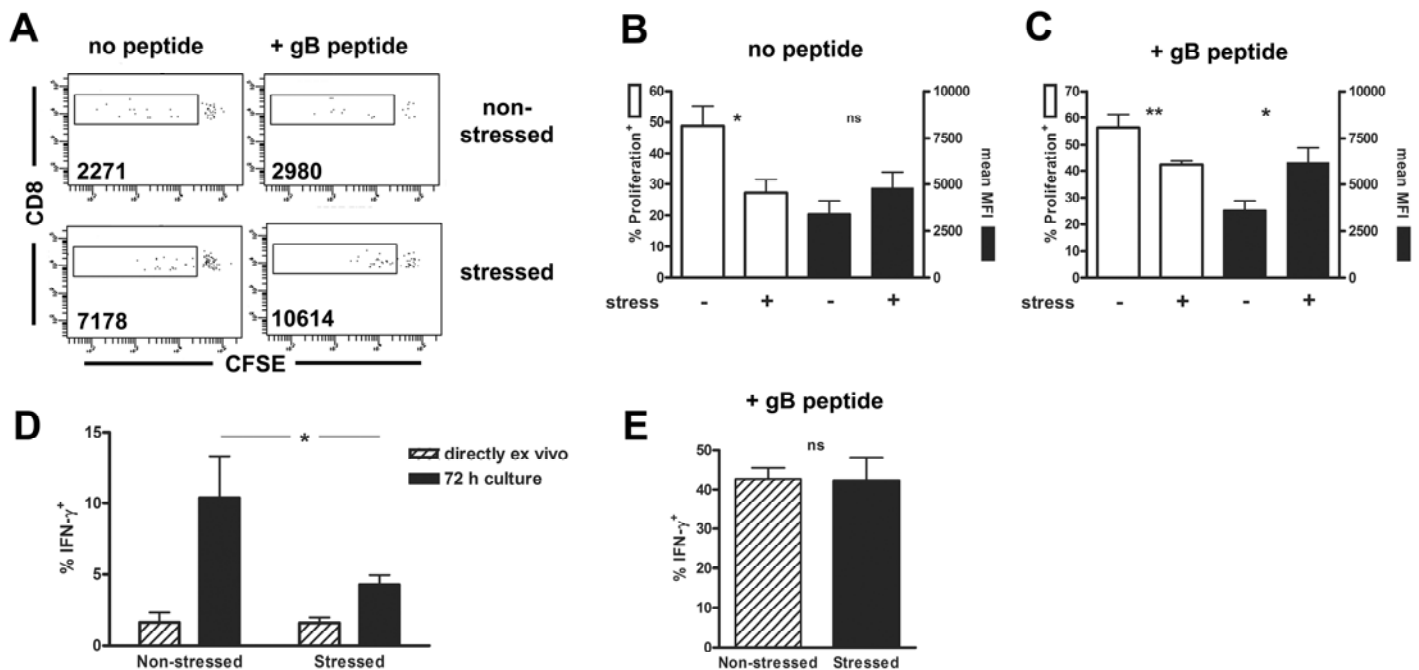 A
no peptide
+ gB peptide
2271
2980
non-
stressed
CD8
7178
10614
stressed
CFSE
B
no peptide
% Proliferation+
60
50
40
30
20
10
0
*
ns
10000
7500
5000
2500
0
mean MFI
stress - + - +
C
+ gB peptide
% Proliferation+
70
60
50
40
30
20
10
0
**
*
10000
7500
5000
2500
0
mean MFI
stress - + - +
D
% IFN-γ+
15
10
5
0
*
directly ex vivo
72 h culture
Non-stressed Stressed
E
+ gB peptide
% IFN-γ+
50
40
30
20
10
0
ns
Non-stressed Stressed